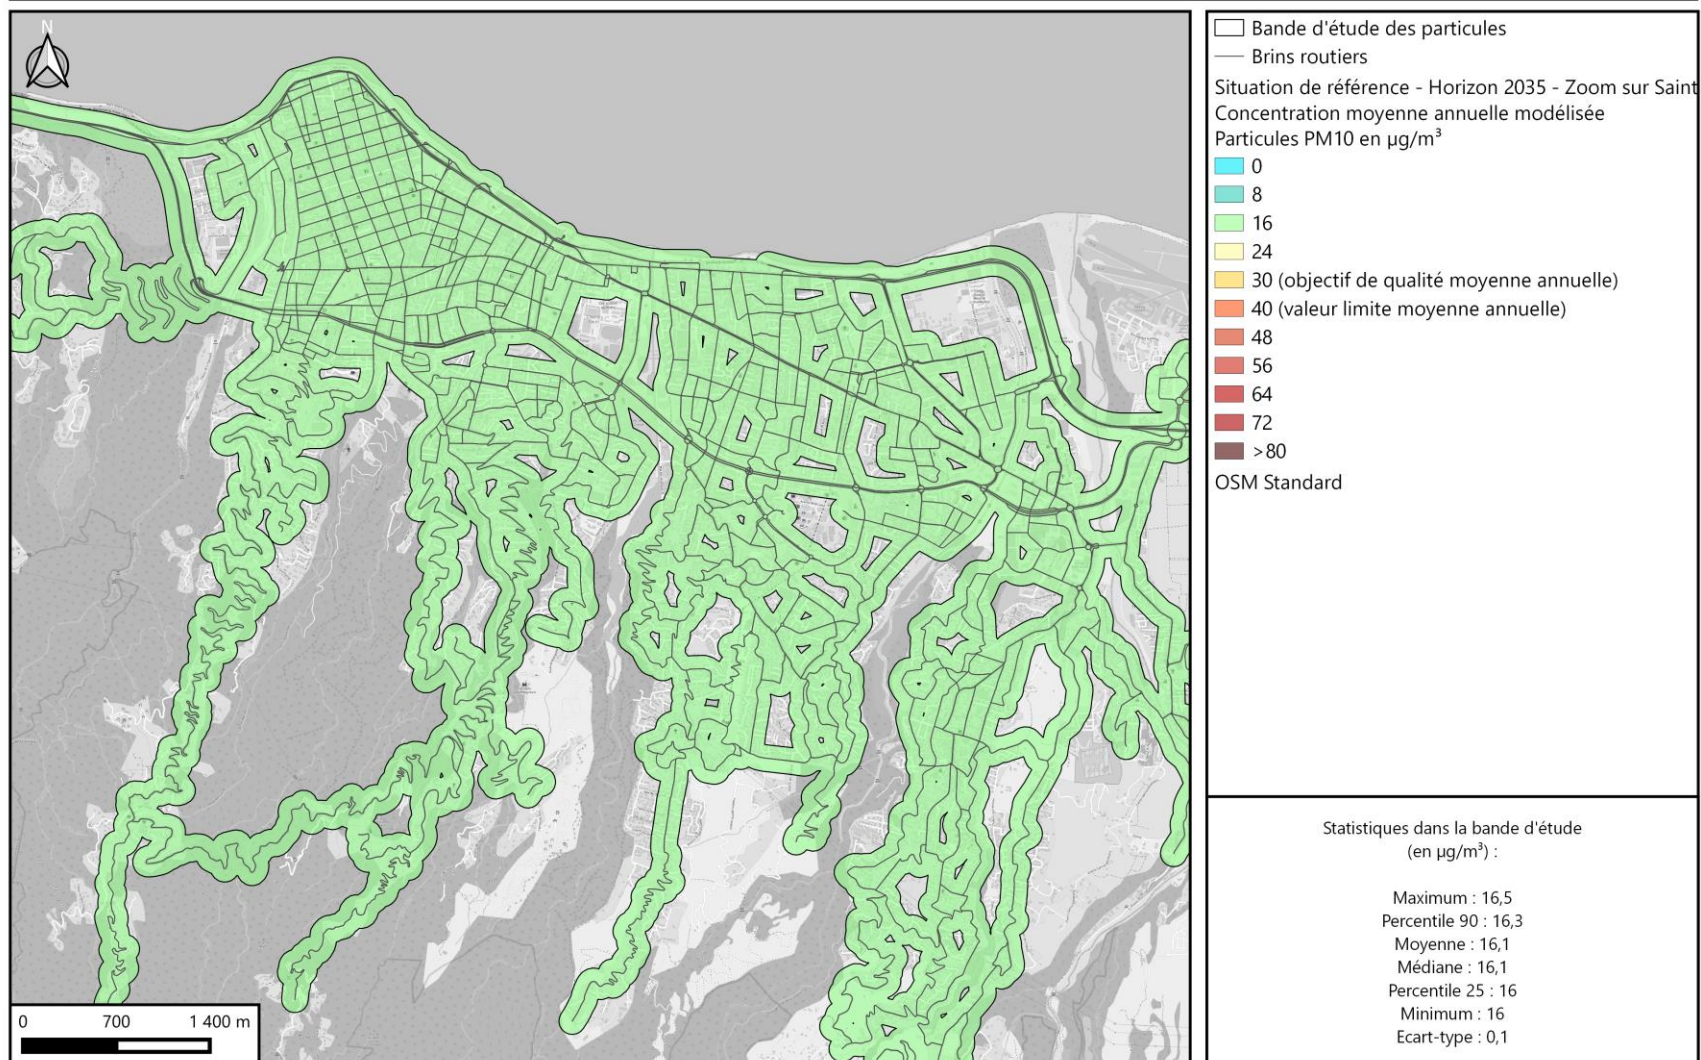 N
0 700 1 400 m
Bande d'étude des particules
Brins routiers
Situation de référence - Horizon 2035 - Zoom sur Saint
Concentration moyenne annuelle modélisée
Particules PM10 en µg/m³
0
8
16
24
30 (objectif de qualité moyenne annuelle)
40 (valeur limite moyenne annuelle)
48
56
64
72
>80
OSM Standard
Statistiques dans la bande d'étude
(en µg/m³) :
Maximum : 16,5
Percentile 90 : 16,3
Moyenne : 16,1
Médiane : 16,1
Percentile 25 : 16
Minimum : 16
Ecart-type : 0,1